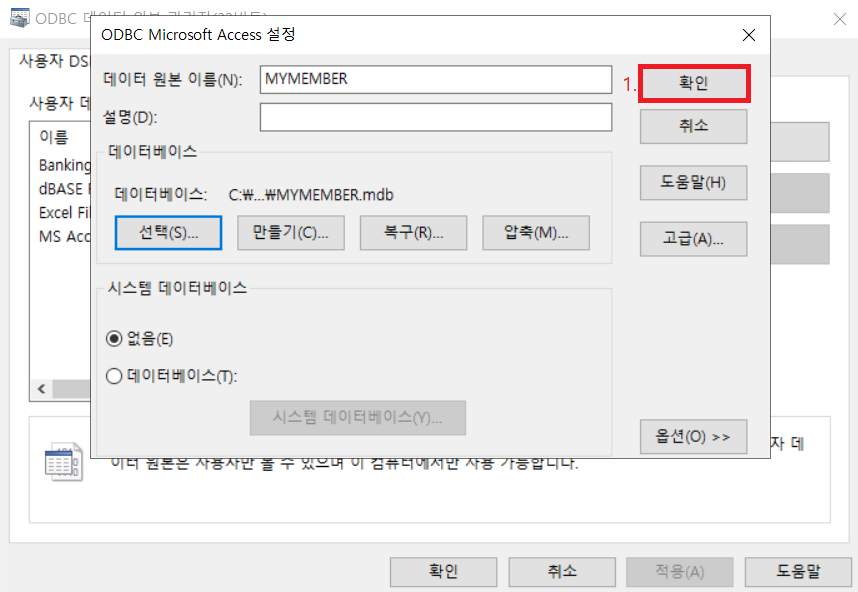 ODBC 데이터 원본 관리자(32비트)
ODBC Microsoft Access 설정
사용자 DS
사용자 데
이름
Banking
dBASE F
Excel Fil
MS Acc
데이터 원본 이름(N):
MYMEMBER
1.
확인
설명(D):
취소
데이터베이스
데이터베이스:
C:₩...₩MYMEMBER.mdb
도움말(H)
선택(S)...
만들기(C)...
복구(R)...
압축(M)...
고급(A)...
시스템 데이터베이스
없음(E)
데이터베이스(T):
시스템 데이터베이스(Y)...
옵션(O) >>
자 데
이터 원본은 사용자만 볼 수 있으며 이 컴퓨터에서만 사용 가능합니다.
확인
취소
적용(A)
도움말